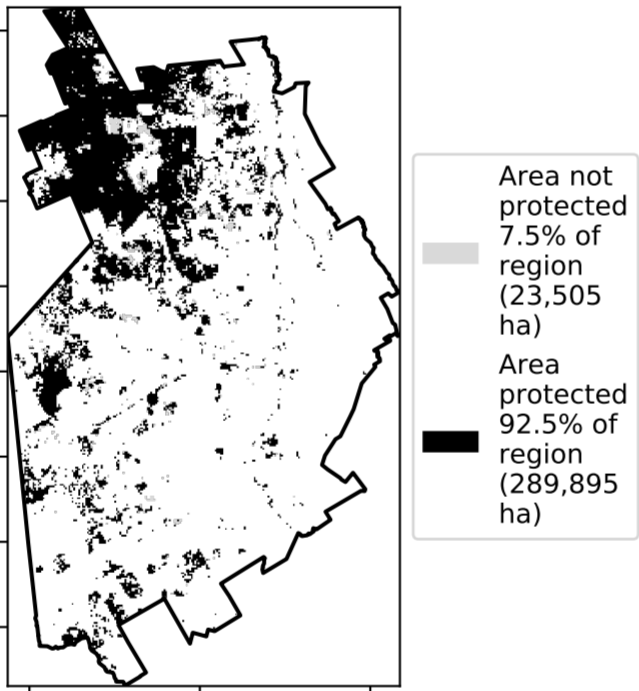 Area not
protected
7.5% of
region
(23,505
ha)
Area
protected
92.5% of
region
(289,895
ha)